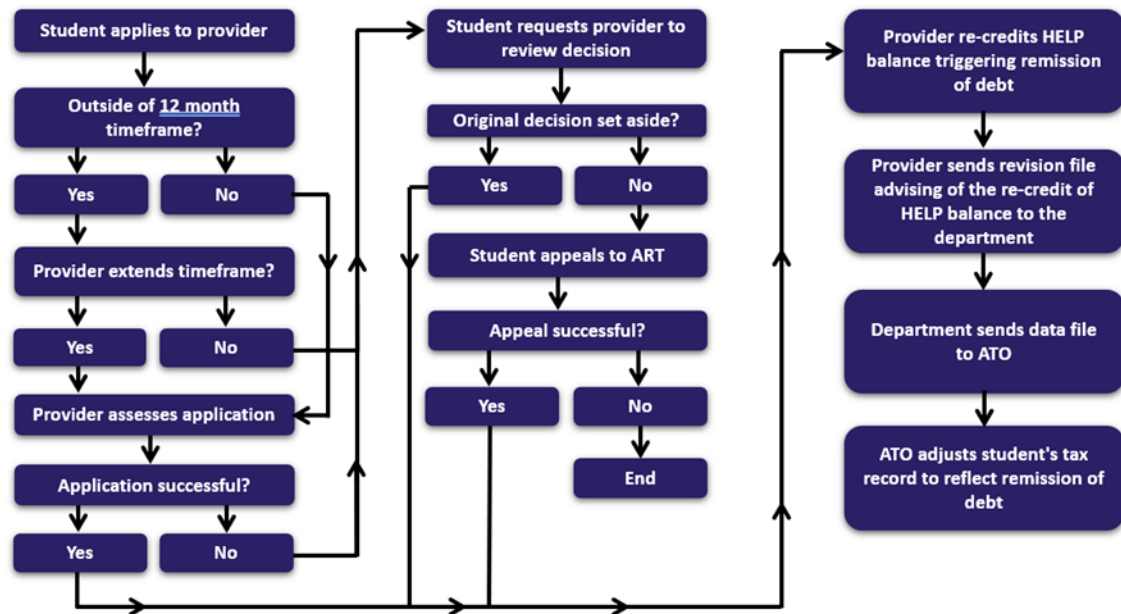 Student applies to provider
Outside of 12 month
timeframe?
Yes
No
Provider extends timeframe?
Yes
No
Provider assesses application
Application successful?
Yes
No
Student requests provider to
review decision
Original decision set aside?
Yes
No
Student appeals to ART
Appeal successful?
Yes
No
End
Provider re-credits HELP
balance triggering remission
of debt
Provider sends revision file
advising of the re-credit of
HELP balance to the
department
Department sends data file
to ATO
ATO adjusts student's tax
record to reflect remission of
debt